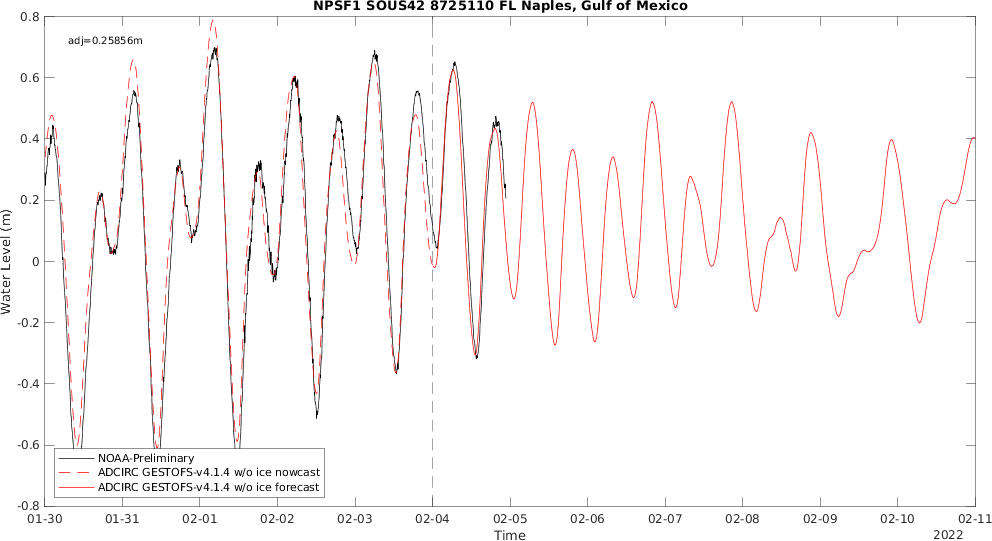 NPSF1 SOUS42 8725110 FL Naples, Gulf of Mexico
adj=0.25856m
Water Level (m)
0.8
0.6
0.4
0.2
0
-0.2
-0.4
-0.6
-0.8
NOAA-Preliminary
ADCIRC GESTOFS-v4.1.4 w/o ice nowcast
ADCIRC GESTOFS-v4.1.4 w/o ice forecast
01-30 01-31 02-01 02-02 02-03 02-04 02-05 02-06 02-07 02-08 02-09 02-10 02-11
Time
2022